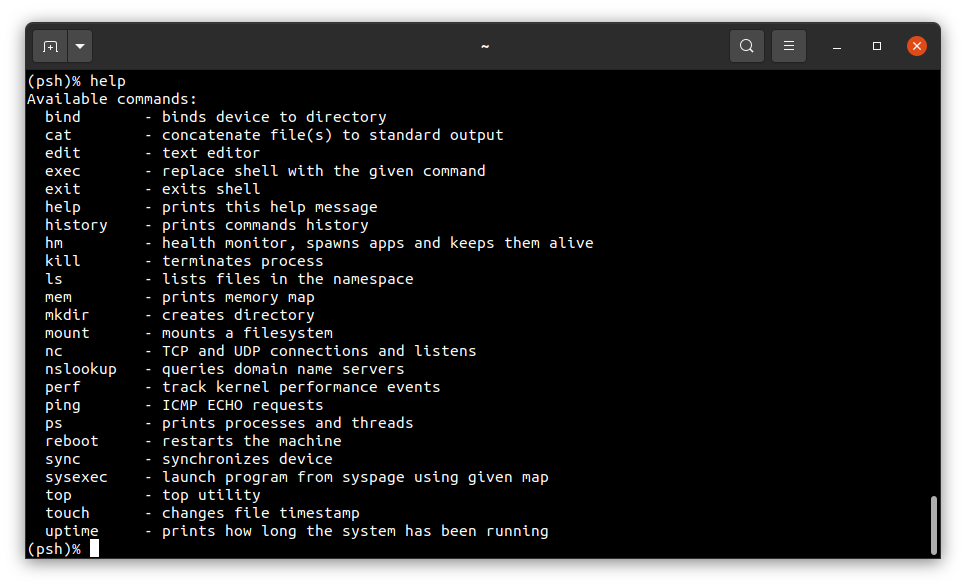 ~
(psh)% help
Available commands:
  bind       - binds device to directory
  cat        - concatenate file(s) to standard output
  edit       - text editor
  exec       - replace shell with the given command
  exit       - exits shell
  help       - prints this help message
  history    - prints commands history
  hm         - health monitor, spawns apps and keeps them alive
  kill       - terminates process
  ls         - lists files in the namespace
  mem        - prints memory map
  mkdir      - creates directory
  mount      - mounts a filesystem
  nc         - TCP and UDP connections and listens
  nslookup   - queries domain name servers
  perf       - track kernel performance events
  ping       - ICMP ECHO requests
  ps         - prints processes and threads
  reboot     - restarts the machine
  sync       - synchronizes device
  sysexec    - launch program from syspage using given map
  top        - top utility
  touch      - changes file timestamp
  uptime     - prints how long the system has been running
(psh)%